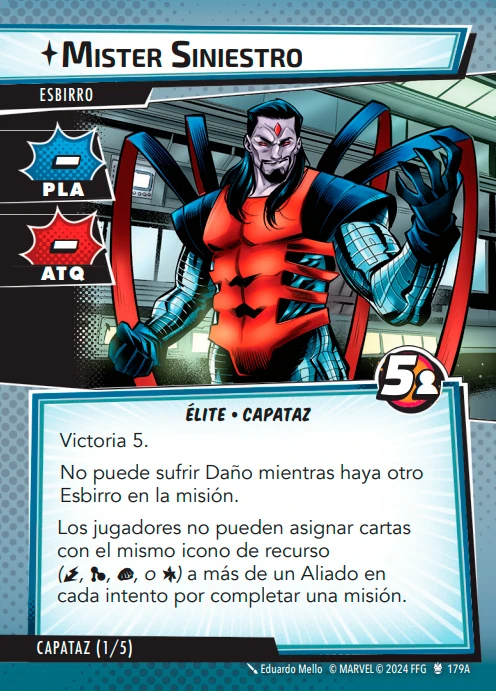 Mister Siniestro
ESBIRRO
-
PLA
-
ATQ
5
ÉLITE • CAPATAZ
Victoria 5.
No puede sufrir Daño mientras haya otro
Esbirro en la misión.
Los jugadores no pueden asignar cartas
con el mismo icono de recurso
(, , , o ) a más de un Aliado en
cada intento por completar una misión.
CAPATAZ (1/5)
Eduardo Mello © MARVEL © 2024 FFG 179A